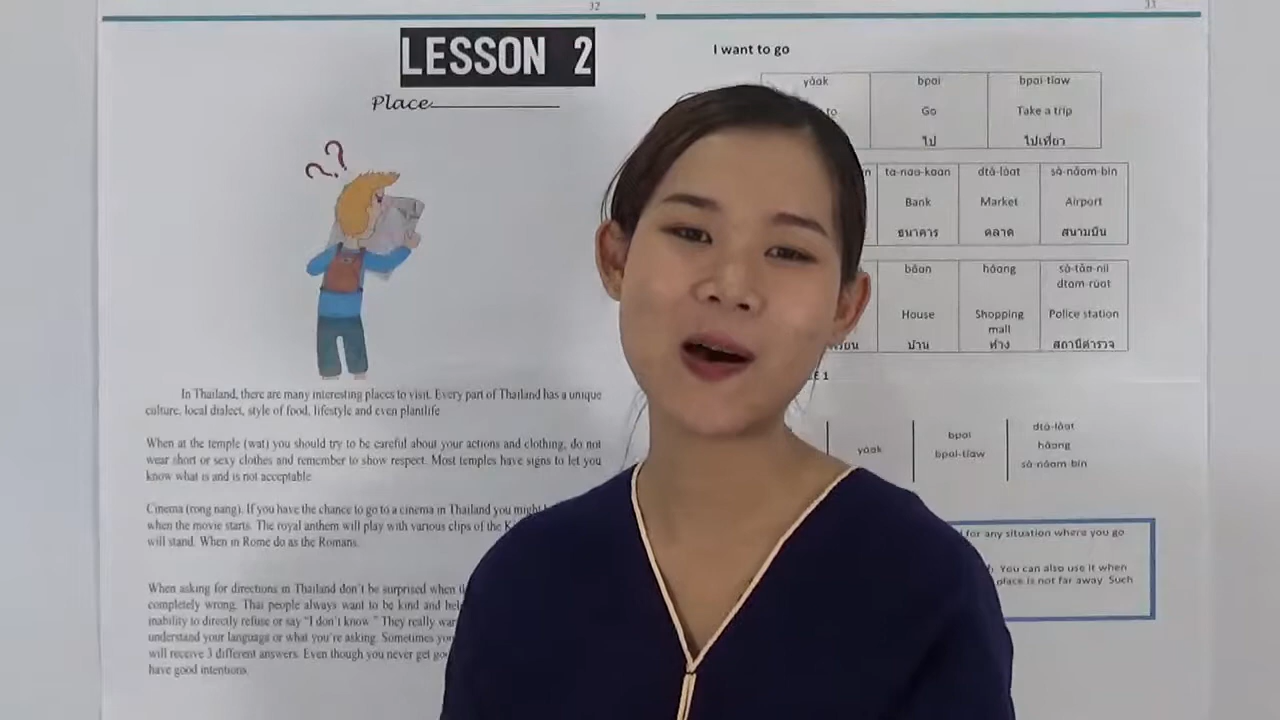 32
LESSON 2
Place
??
In Thailand, there are many interesting places to visit. Every part of Thailand has a unique
culture, local dialect, style of food, lifestyle and even plantlife
When at the temple (wat) you should try to be careful about your actions and clothing, do not
wear short or sexy clothes and remember to show respect. Most temples have signs to let you
know what is and is not acceptable
Cinema (rong nang). If you have the chance to go to a cinema in Thailand you might
when the movie starts. The royal anthem will play with various clips of the
will stand. When in Rome do as the Romans.
When asking for directions in Thailand don't be surprised when
completely wrong. Thai people always want to be kind and
inability to directly refuse or say "I don't know." They really
understand your language or what you're asking. Sometimes
will receive 3 different answers. Even though you never get
have good intentions.
33
I want to go
yàak bpai bpai-tîaw
to Go Take a trip
ไป ไปเที่ยว
ta-naa-kaan dtà-làat sà-nǎam-bin
Bank Market Airport
ธนาคาร ตลาด สนามบิน
bâan hâang sà-tǎa-nii
dtam-rùat
House Shopping Police station
mall
บ้าน ห้าง สถานีตำรวจ
1
yàak bpai dtà-làat
bpai-tîaw hâang
sà-nǎam bin
for any situation where you go
You can also use it when
place is not far away. Such